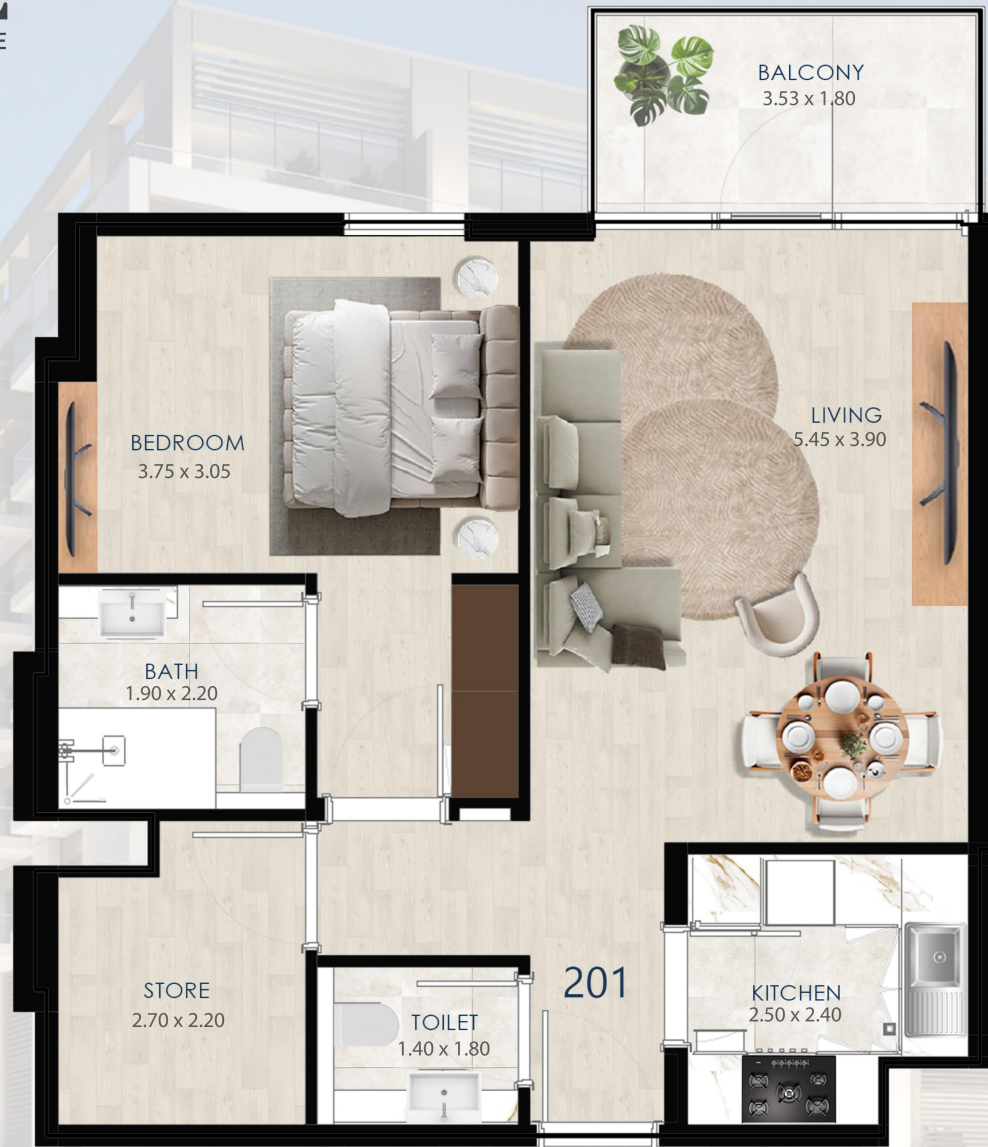 E
BALCONY
3.53 x 1.80
LIVING
5.45 x 3.90
BEDROOM
3.75 x 3.05
BATH
1.90 x 2.20
201
STORE
2.70 x 2.20
TOILET
1.40 x 1.80
KITCHEN
2.50 x 2.40